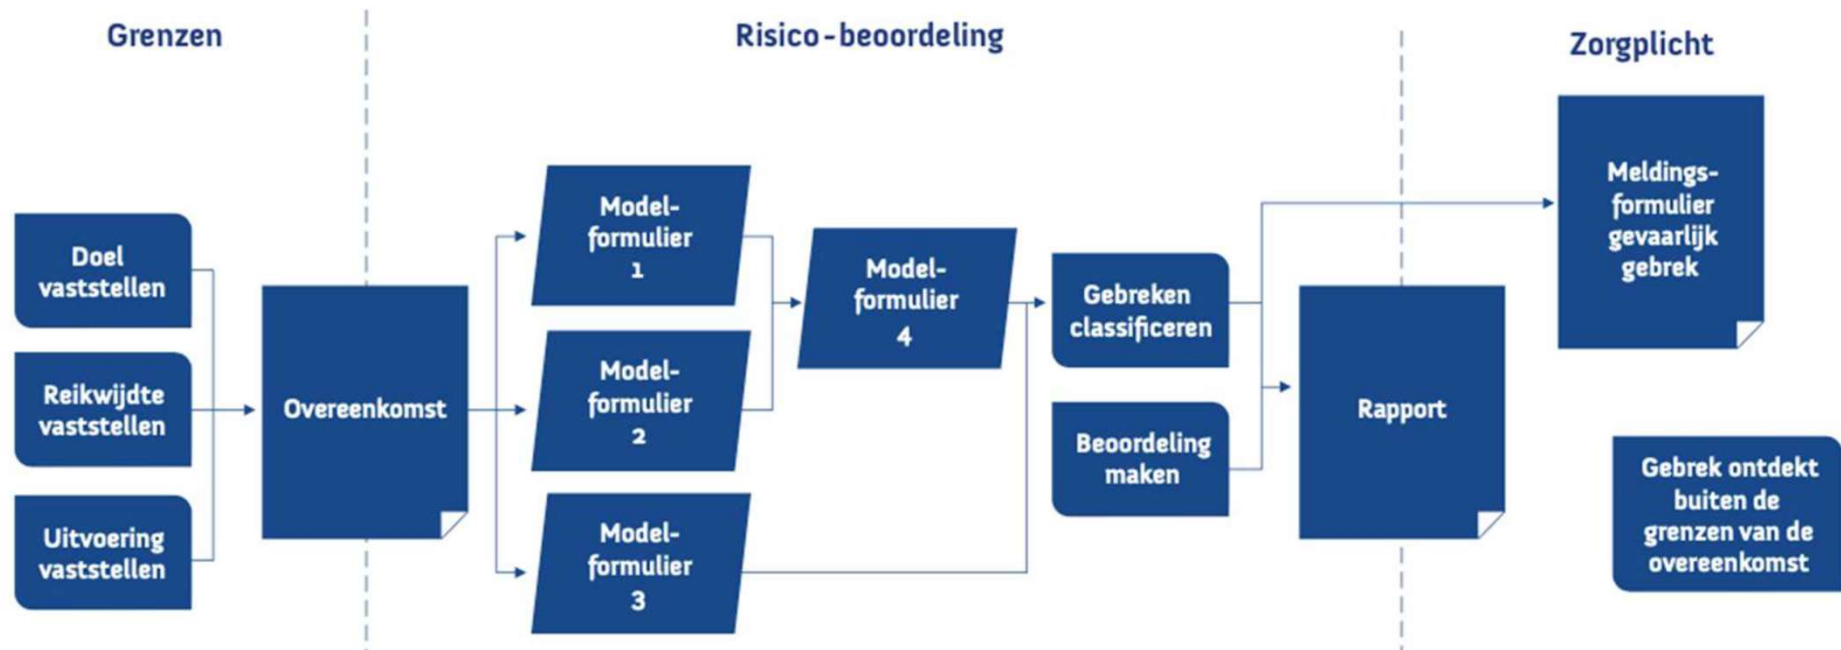 Grenzen
Risico-beoordeling
Zorgplicht
Doel
vaststellen
Reikwijdte
vaststellen
Uitvoering
vaststellen
Overeenkomst
Model-
formulier
1
Model-
formulier
2
Model-
formulier
3
Model-
formulier
4
Gebreken
classificeren
Beoordeling
maken
Rapport
Meldings-
formulier
gevaarlijk
gebrek
Gebrek ontdekt
buiten de
grenzen van de
overeenkomst